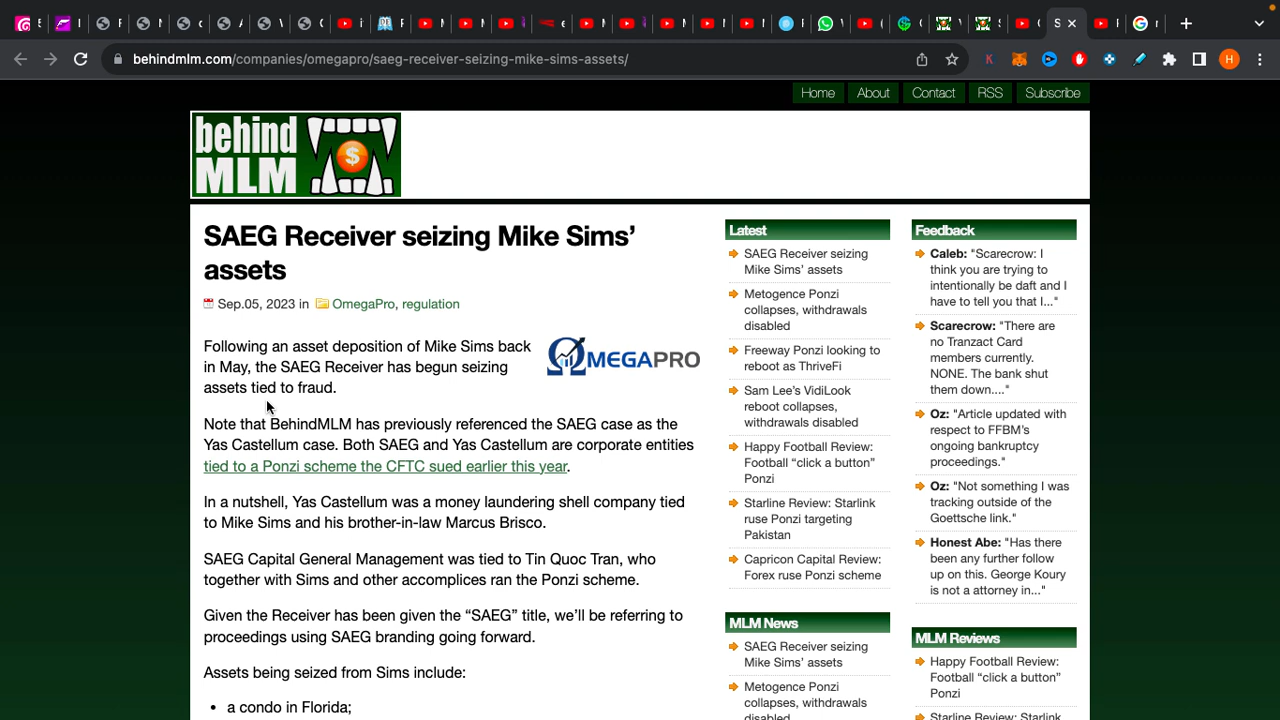 behindmlm.com/companies/omegapro/saeg-receiver-seizing-mike-sims-assets/
H
Home
About
Contact
RSS
Subscribe
behind
MLM
$
SAEG Receiver seizing Mike Sims’
assets
Sep.05, 2023 in OmegaPro, regulation
Following an asset deposition of Mike Sims back
in May, the SAEG Receiver has begun seizing
assets tied to fraud.
OMEGAPRO
Note that BehindMLM has previously referenced the SAEG case as the
Yas Castellum case. Both SAEG and Yas Castellum are corporate entities
tied to a Ponzi scheme the CFTC sued earlier this year.
In a nutshell, Yas Castellum was a money laundering shell company tied
to Mike Sims and his brother-in-law Marcus Brisco.
SAEG Capital General Management was tied to Tin Quoc Tran, who
together with Sims and other accomplices ran the Ponzi scheme.
Given the Receiver has been given the “SAEG” title, we’ll be referring to
proceedings using SAEG branding going forward.
Assets being seized from Sims include:
• a condo in Florida;
Latest
SAEG Receiver seizing
Mike Sims’ assets
Metogence Ponzi
collapses, withdrawals
disabled
Freeway Ponzi looking to
reboot as ThriveFi
Sam Lee’s VidiLook
reboot collapses,
withdrawals disabled
Happy Football Review:
Football “click a button”
Ponzi
Starline Review: Starlink
ruse Ponzi targeting
Pakistan
Capricon Capital Review:
Forex ruse Ponzi scheme
MLM News
SAEG Receiver seizing
Mike Sims’ assets
Metogence Ponzi
collapses, withdrawals
disabled
Feedback
Caleb: "Scarecrow: I
think you are trying to
intentionally be daft and I
have to tell you that I..."
Scarecrow: "There are
no Tranzact Card
members currently.
NONE. The bank shut
them down...."
Oz: "Article updated with
respect to FFBM’s
ongoing bankruptcy
proceedings."
Oz: "Not something I was
tracking outside of the
Goettsche link."
Honest Abe: "Has there
been any further follow
up on this. George Koury
is not a attorney in..."
MLM Reviews
Happy Football Review:
Football “click a button”
Ponzi
Starline Review: Starlink